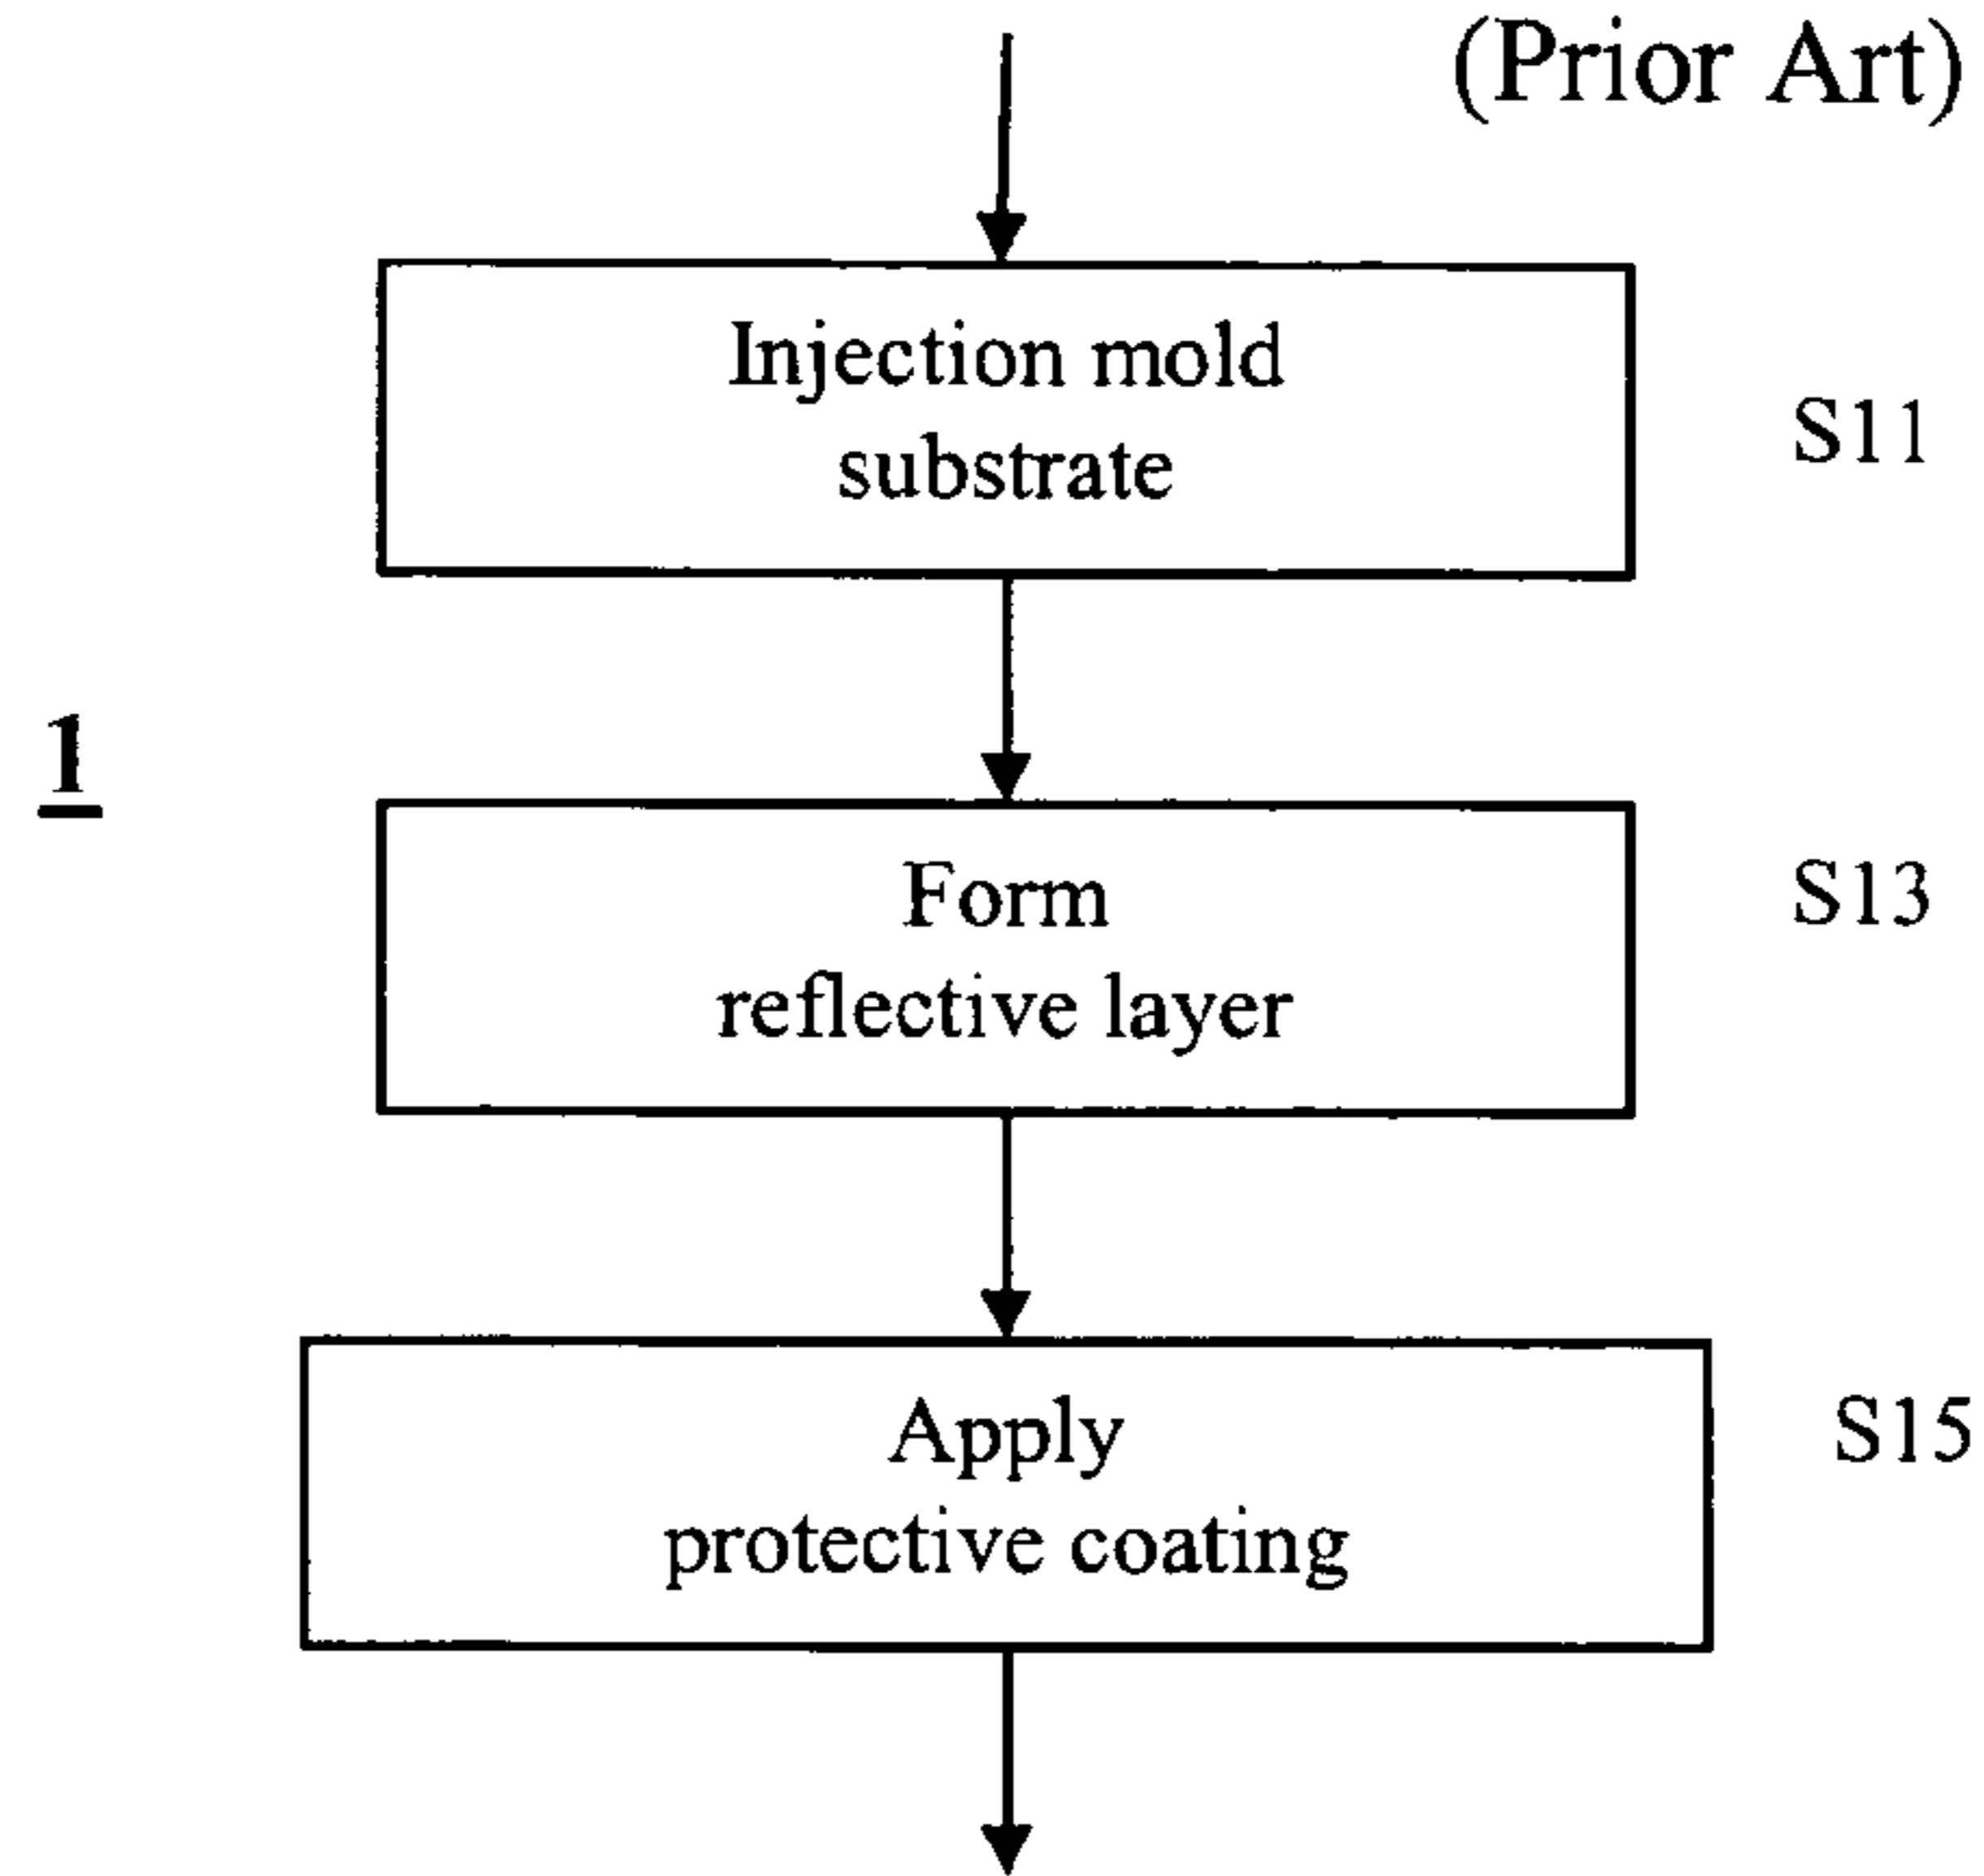 (Prior Art)
Injection mold
substrate
S11
1
Form
reflective layer
S13
Apply
protective coating
S15